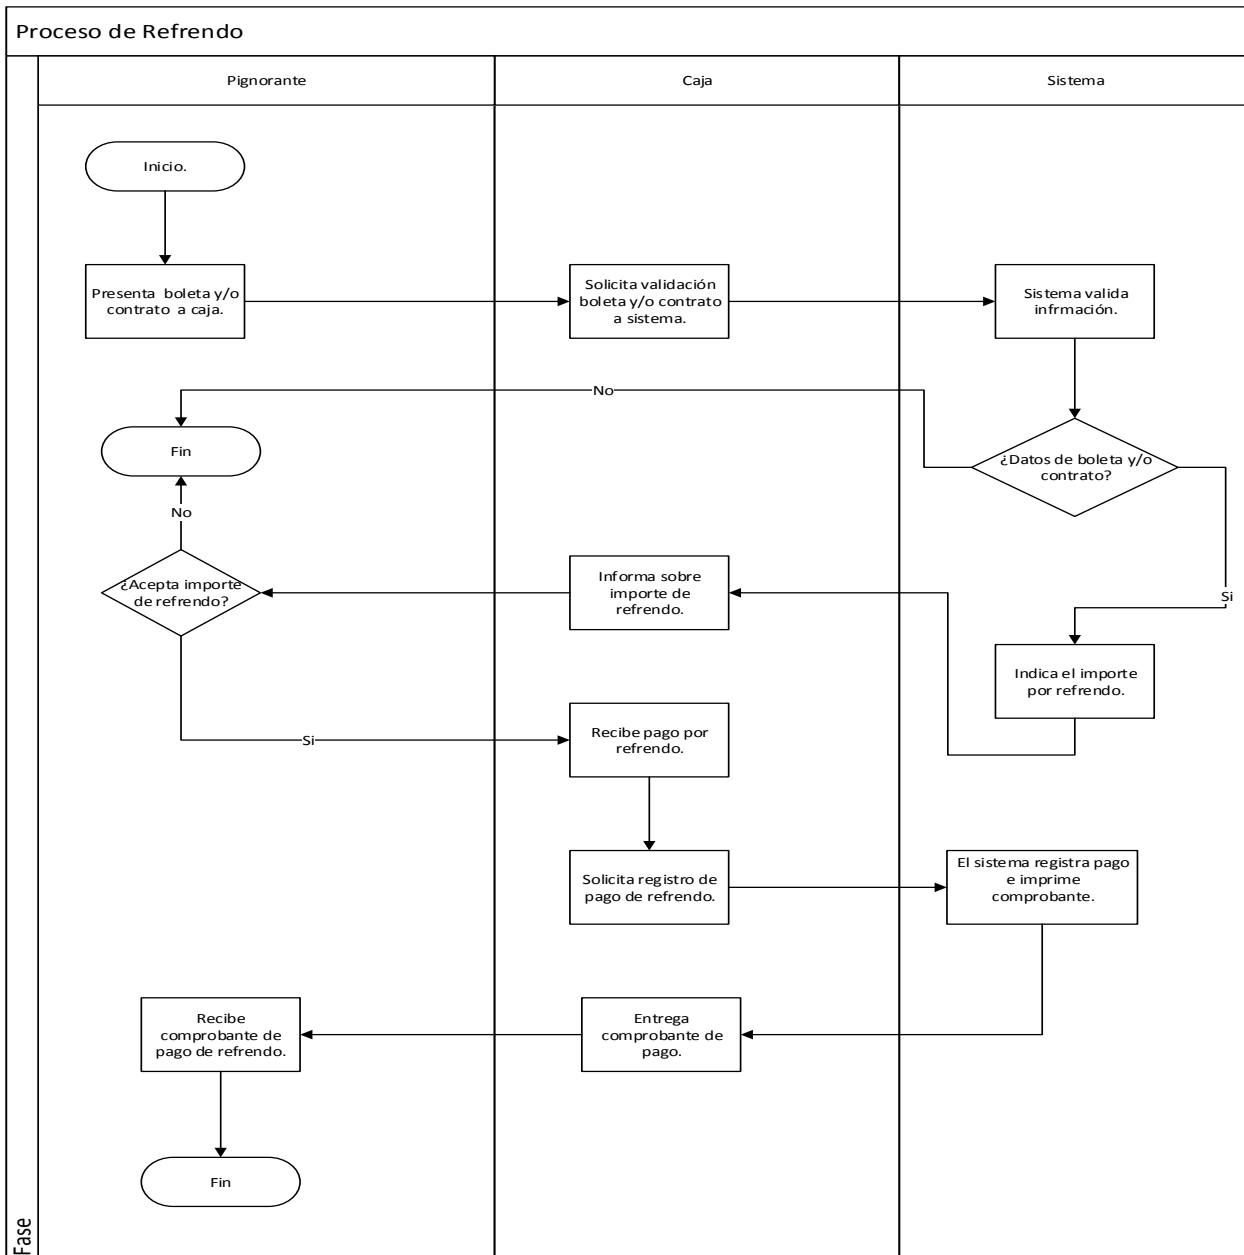 Proceso de Refrendo
Pignorante
Caja
Sistema
Inicio.
Presenta boleta y/o
contrato a caja.
Solicita validación
boleta y/o contrato
a sistema.
Sistema valida
infrmación.
No
Fin
¿Datos de boleta y/o
contrato?
No
¿Acepta importe
de refrendo?
Informa sobre
importe de
refrendo.
Si
Indica el importe
por refrendo.
Si
Recibe pago por
refrendo.
Solicita registro de
pago de refrendo.
El sistema registra pago
e imprime
comprobante.
Recibe
comprobante de
pago de refrendo.
Entrega
comprobante de
pago.
Fin
Fase